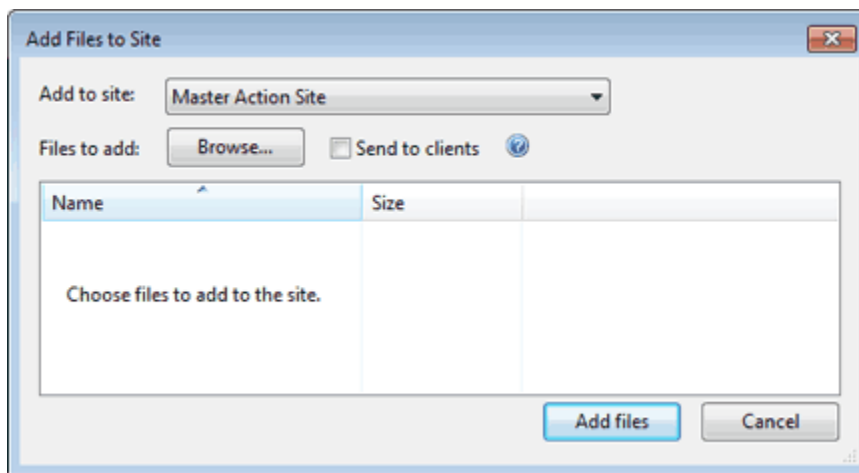 Add Files to Site
Add to site: Master Action Site
Files to add: Browse... Send to clients
Name Size
Choose files to add to the site.
Add files Cancel